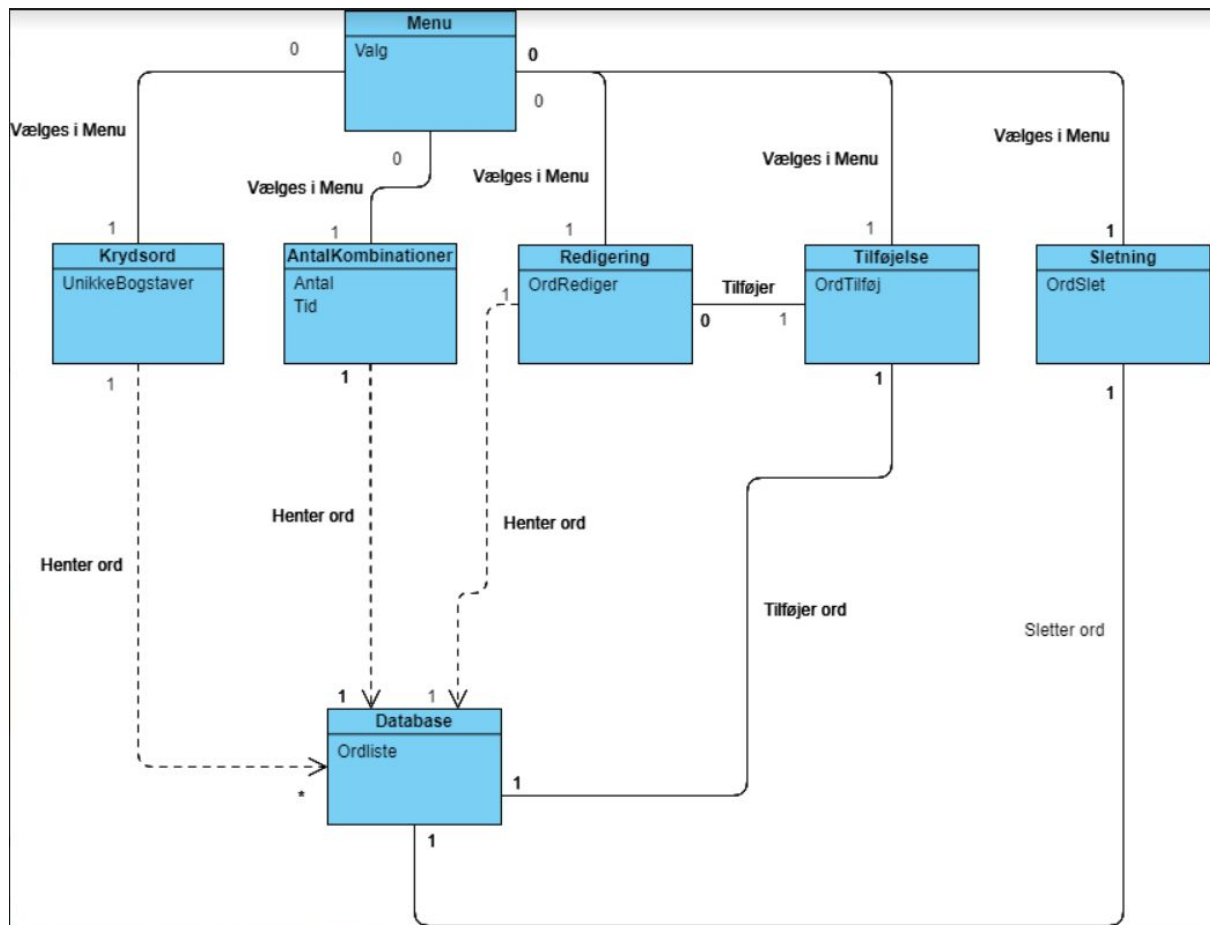 Menu
Valg
0
0
0
0
Vælges i Menu
Vælges i Menu
Vælges i Menu
Vælges i Menu
Vælges i Menu
1
1
1
1
1
Krydsord
UnikkeBogstaver
AntalKombinationer
Antal
Tid
Redigering
OrdRediger
Tilføjelse
OrdTilføj
Sletning
OrdSlet
Tilføjer
1
0
1
1
1
1
1
Henter ord
Henter ord
Henter ord
Tilføjer ord
Sletter ord
1
1
Database
Ordliste
*
1
1